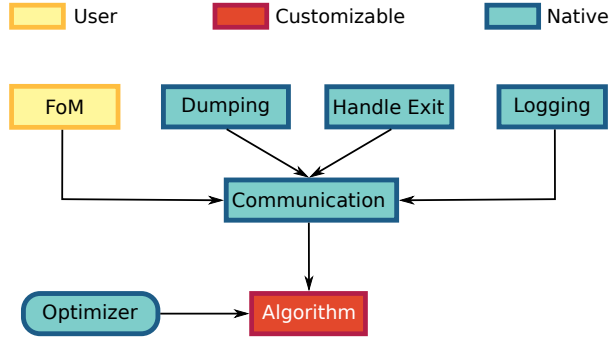 User
Customizable
Native
FoM
Dumping
Handle Exit
Logging
Communication
Optimizer
Algorithm